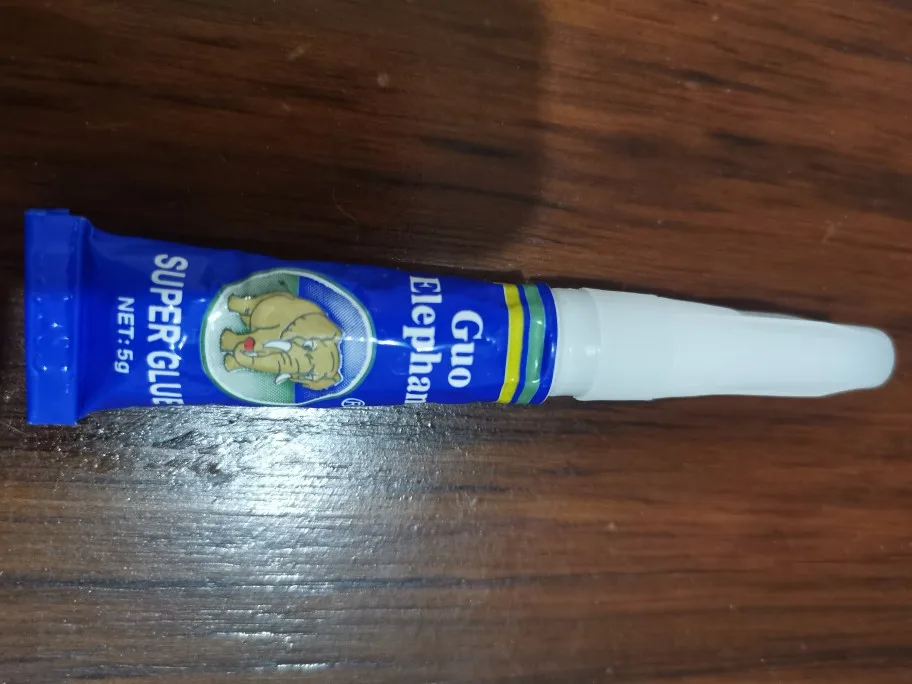 Guo
Elephan
SUPER GLUE
NET: 5g